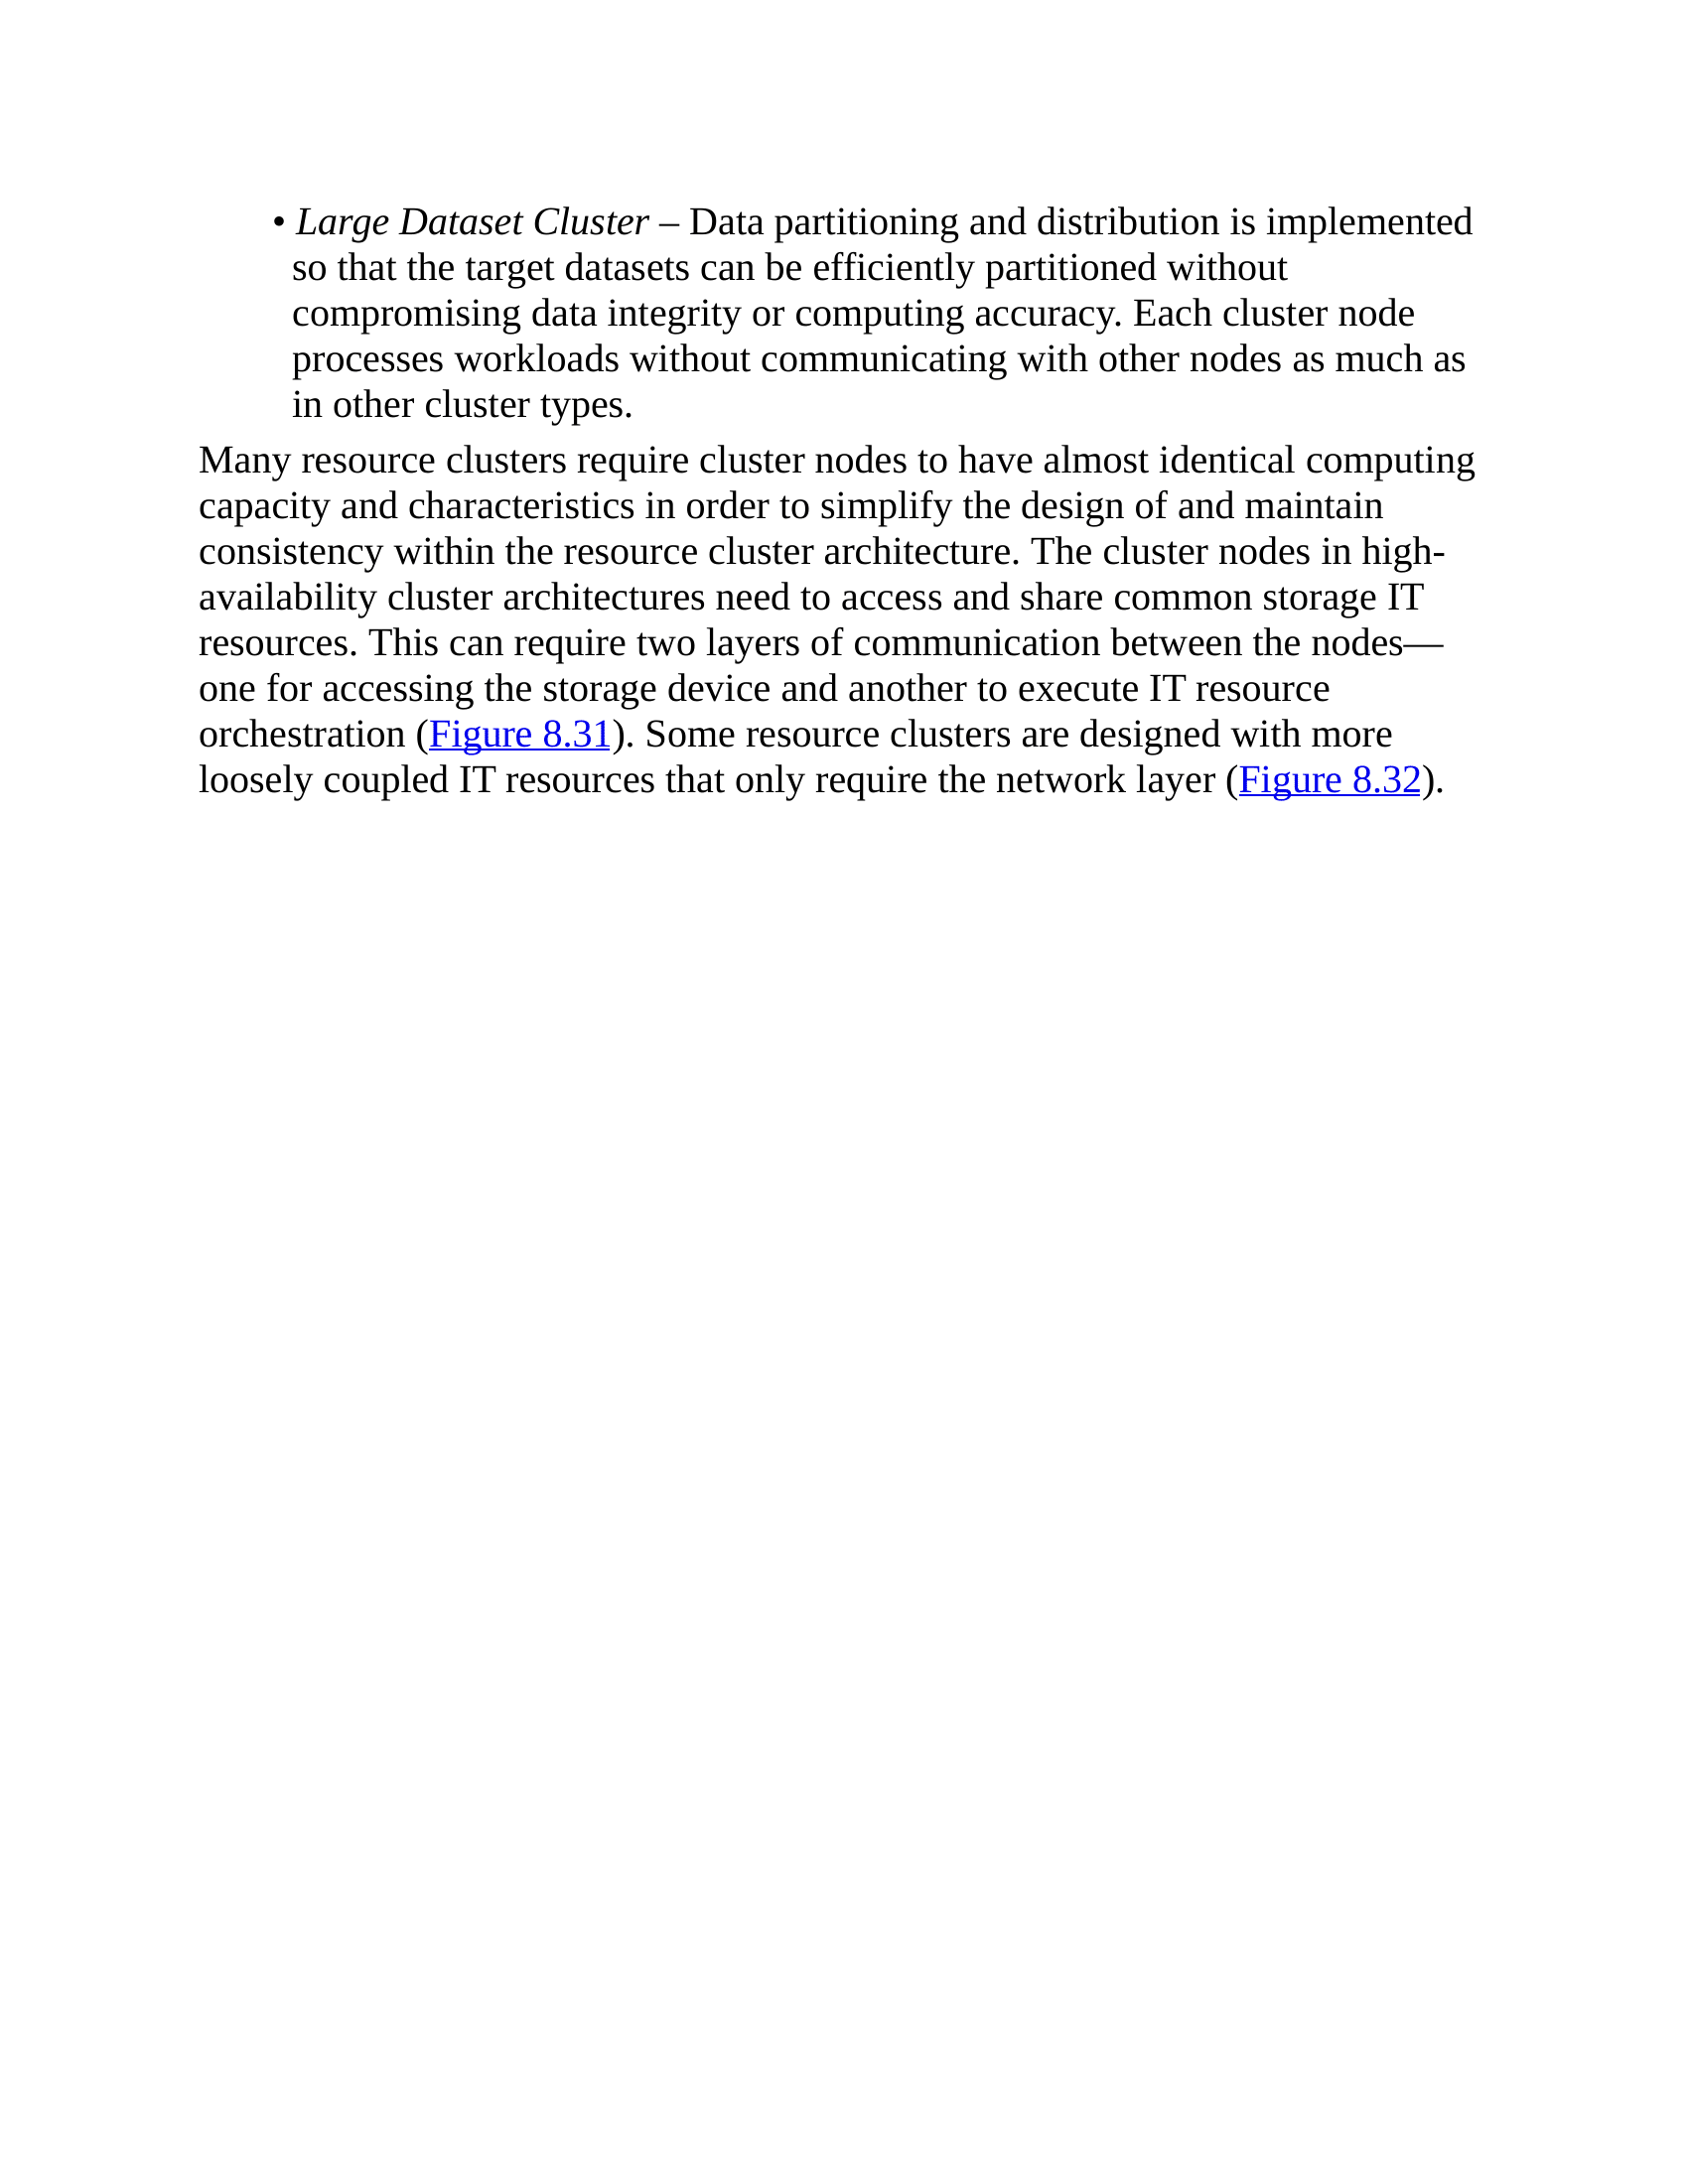 • Large Dataset Cluster – Data partitioning and distribution is implemented
so that the target datasets can be efficiently partitioned without
compromising data integrity or computing accuracy. Each cluster node
processes workloads without communicating with other nodes as much as
in other cluster types.
Many resource clusters require cluster nodes to have almost identical computing
capacity and characteristics in order to simplify the design of and maintain
consistency within the resource cluster architecture. The cluster nodes in high-
availability cluster architectures need to access and share common storage IT
resources. This can require two layers of communication between the nodes—
one for accessing the storage device and another to execute IT resource
orchestration (Figure 8.31). Some resource clusters are designed with more
loosely coupled IT resources that only require the network layer (Figure 8.32).